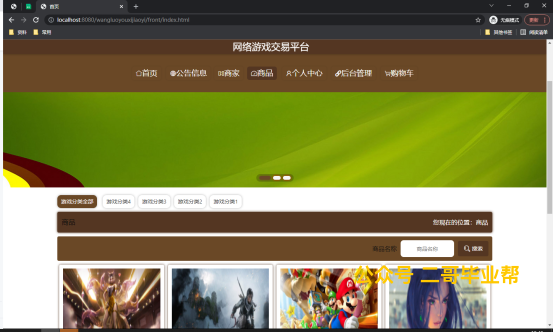 首页
localhost:8080/wangluoyouxijiaoyi/front/index.html
无痕模式
更新
资料
常用
其他书签
阅读清单
网络游戏交易平台
首页 公告信息 商家 商品 个人中心 后台管理 购物车
游戏分类全部 游戏分类4 游戏分类3 游戏分类2 游戏分类1
商品
您现在的位置：商品
商品名称 商品名称 搜索
公众号 二哥毕业帮